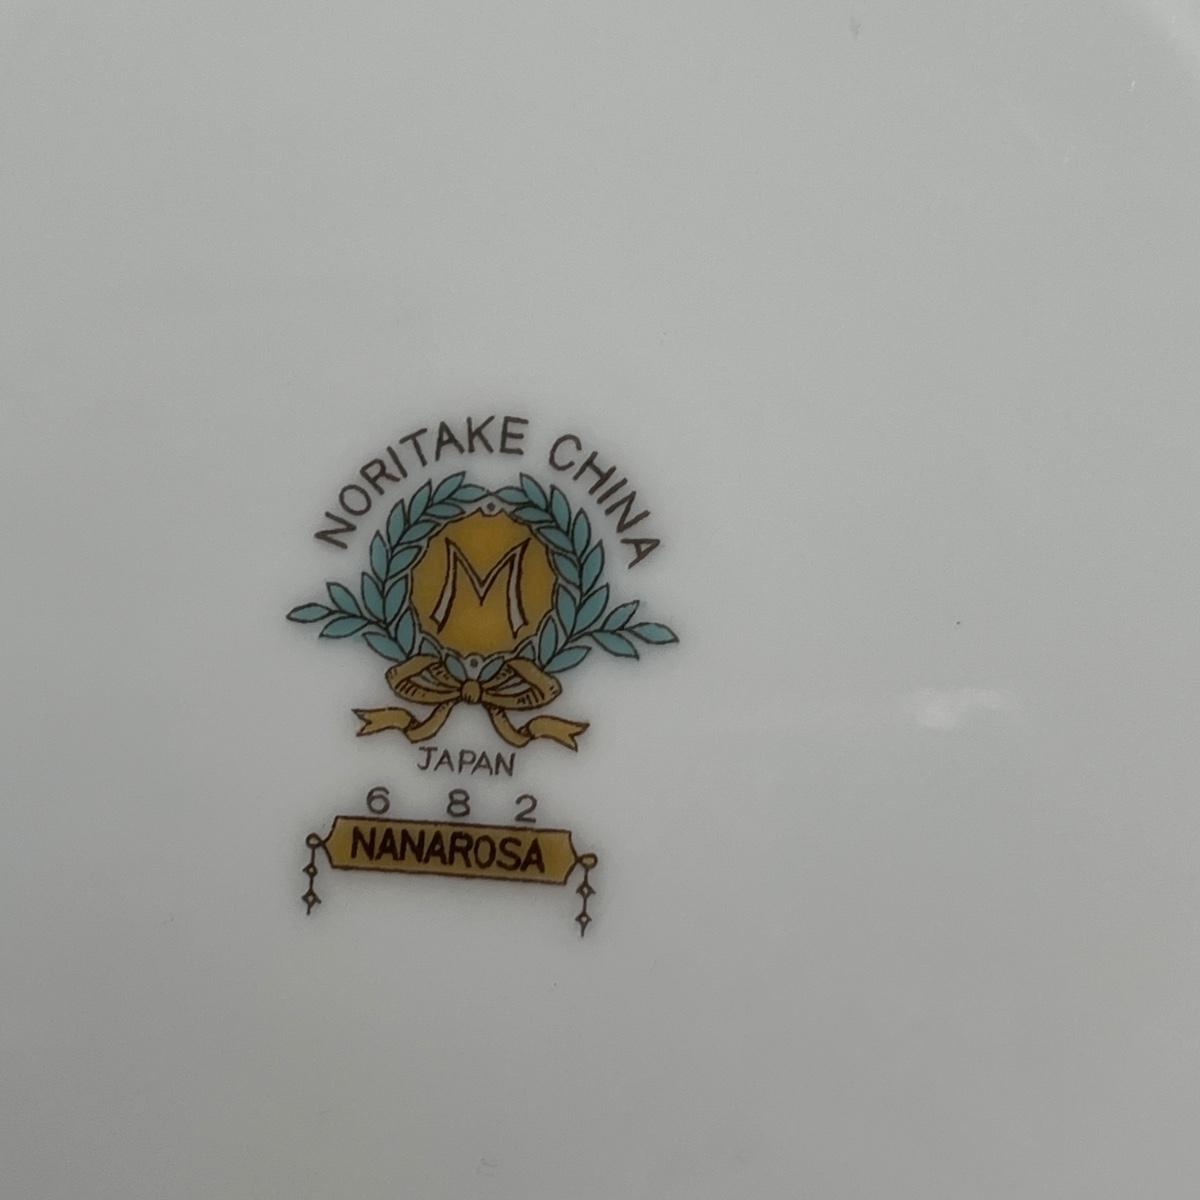 NORITAKE CHINA
M
JAPAN
6 8 2
NANAROSA